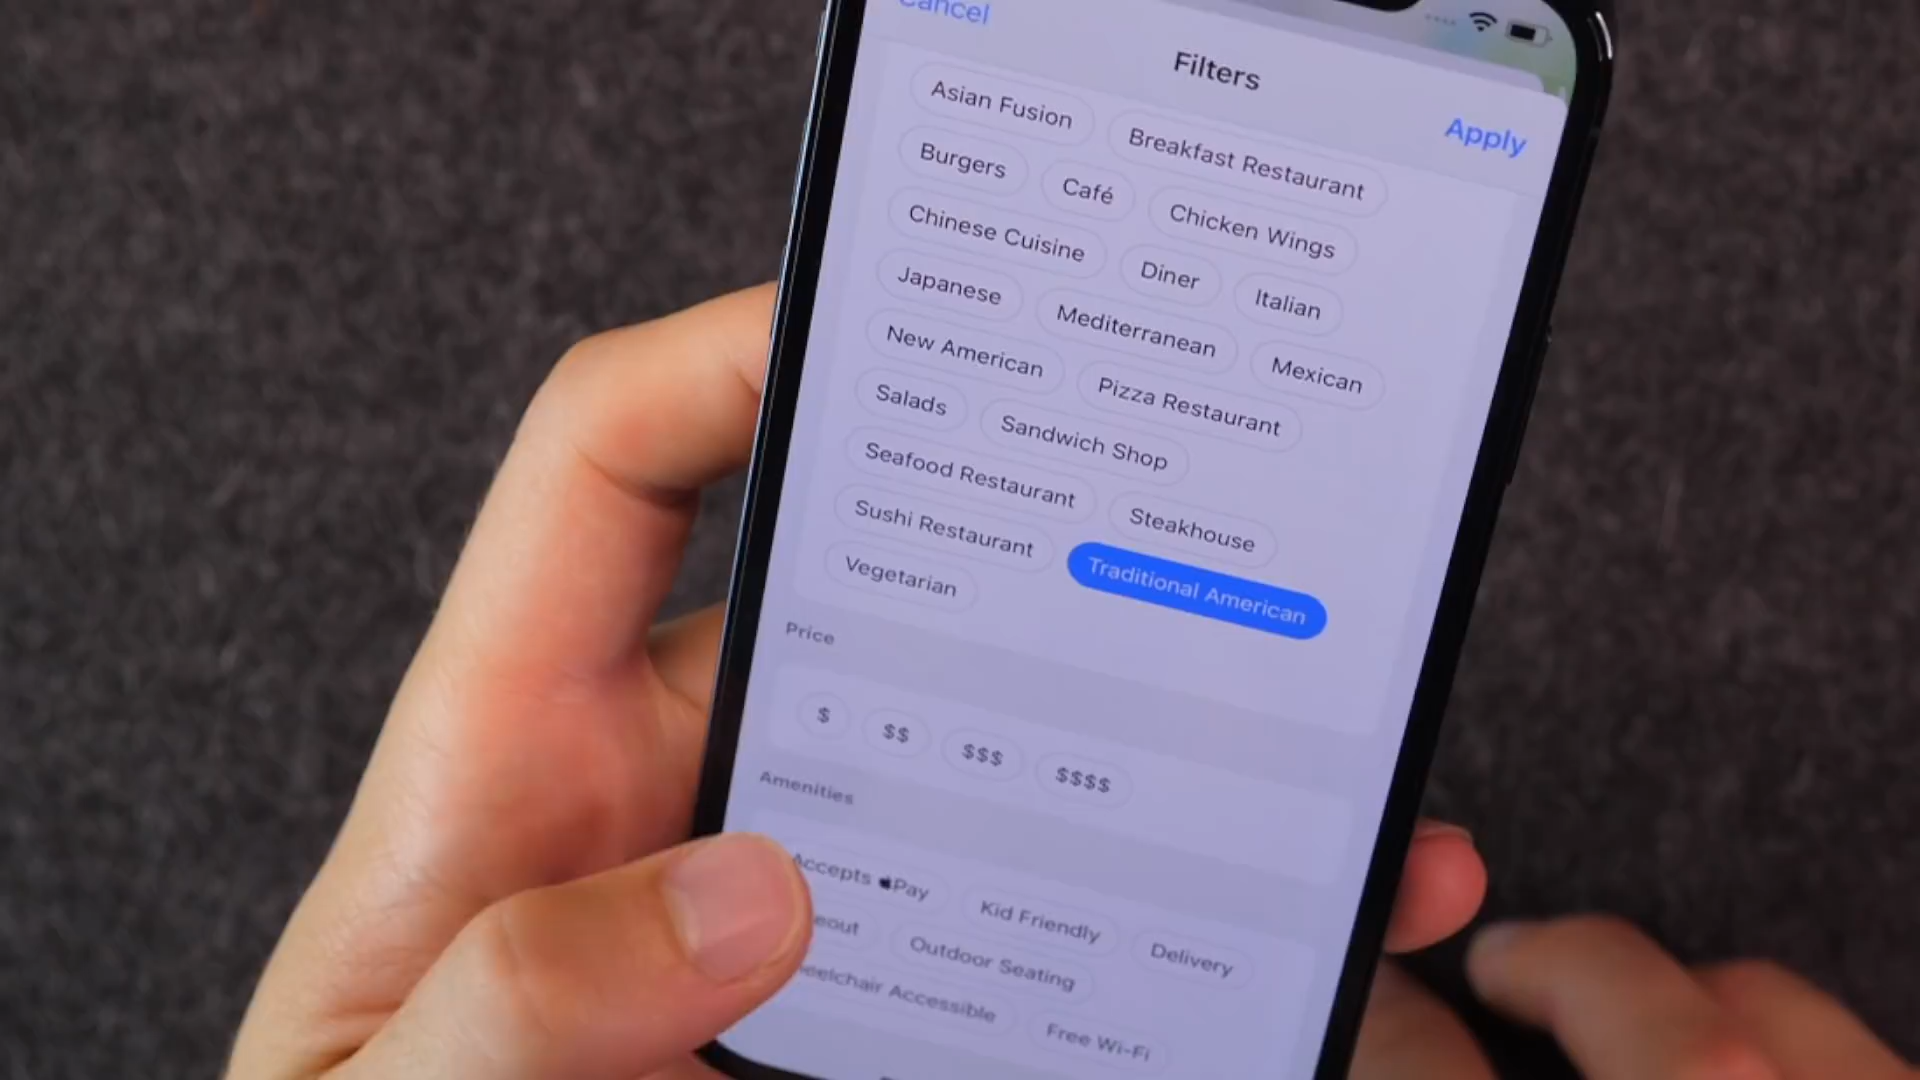 Cancel
Filters
Apply
Asian Fusion
Breakfast Restaurant
Burgers
Café
Chicken Wings
Chinese Cuisine
Diner
Italian
Japanese
Mediterranean
Mexican
New American
Pizza Restaurant
Salads
Sandwich Shop
Seafood Restaurant
Steakhouse
Sushi Restaurant
Traditional American
Vegetarian
Price
$
$$
$$$
$$$$
Amenities
Accepts Pay
Kid Friendly
Delivery
eout
Outdoor Seating
eelchair Accessible
Free Wi-Fi